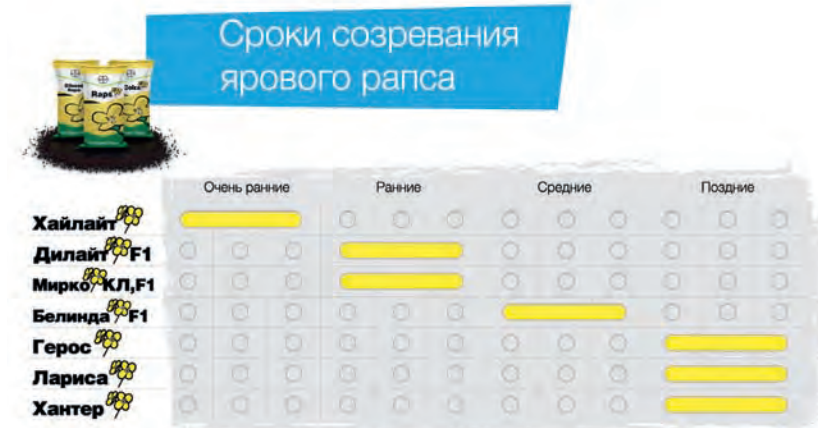 Сроки созревания
ярового рапса
Raps
Очень ранние Ранние Средние Поздние
Хайлайт
Дилайт F1
Мирко КЛ,F1
Белинда F1
Герос
Лариса
Хантер